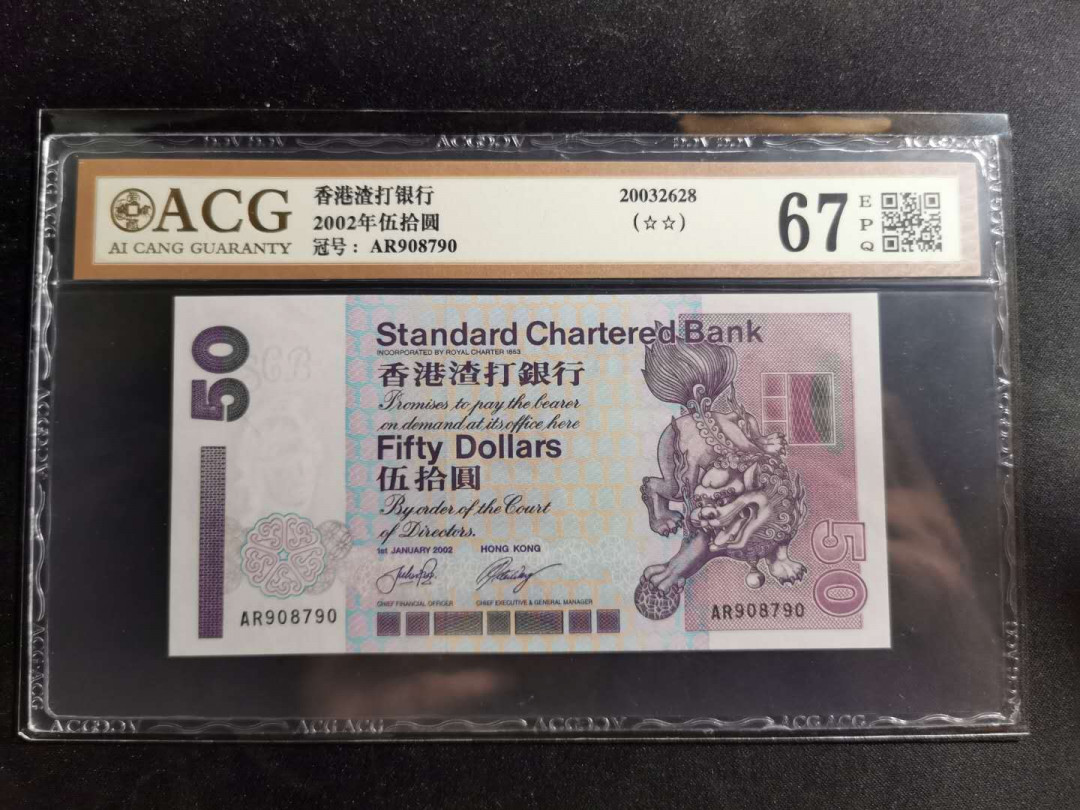 ACG
AI CANG GUARANTY
香港渣打银行
2002年伍拾圆
冠号：AR908790
20032628
(☆☆)
67
EPQ
50
Standard Chartered Bank
INCORPORATED BY ROYAL CHARTER 1853
香港渣打銀行
Promises to pay the bearer
on demand at its office here
Fifty Dollars
伍拾圓
By order of the Court
of Directors.
1st JANUARY 2002 HONG KONG
CHIEF FINANCIAL OFFICER CHIEF EXECUTIVE & GENERAL MANAGER
AR908790
AR908790
50